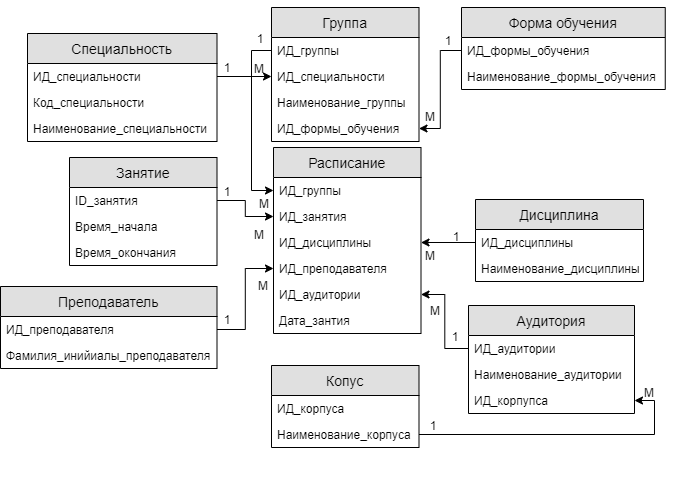 Специальность
ИД_специальности
Код_специальности
Наименование_специальности
1
М
Группа
ИД_группы
ИД_специальности
Наименование_группы
ИД_формы_обучения
1
Форма обучения
ИД_формы_обучения
Наименование_формы_обучения
1
М
Занятие
ID_занятия
Время_начала
Время_окончания
1
М
М
Расписание
ИД_группы
ИД_занятия
ИД_дисциплины
ИД_преподавателя
ИД_аудитории
Дата_зантия
Дисциплина
ИД_дисциплины
Наименование_дисциплины
1
М
Преподаватель
ИД_преподавателя
Фамилия_инийиалы_преподавателя
1
М
Аудитория
ИД_аудитории
Наименование_аудитории
ИД_корпупса
1
М
Копус
ИД_корпуса
Наименование_корпуса
1
М